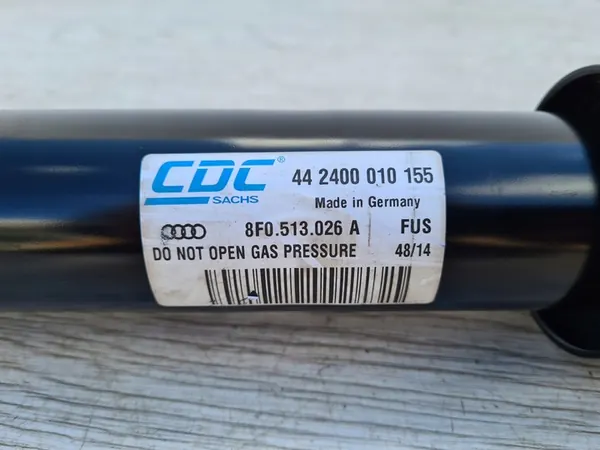 CDC® 44 2400 010 155
SACHS Made in Germany
8F0.513.026 A FUS
DO NOT OPEN GAS PRESSURE 48/14